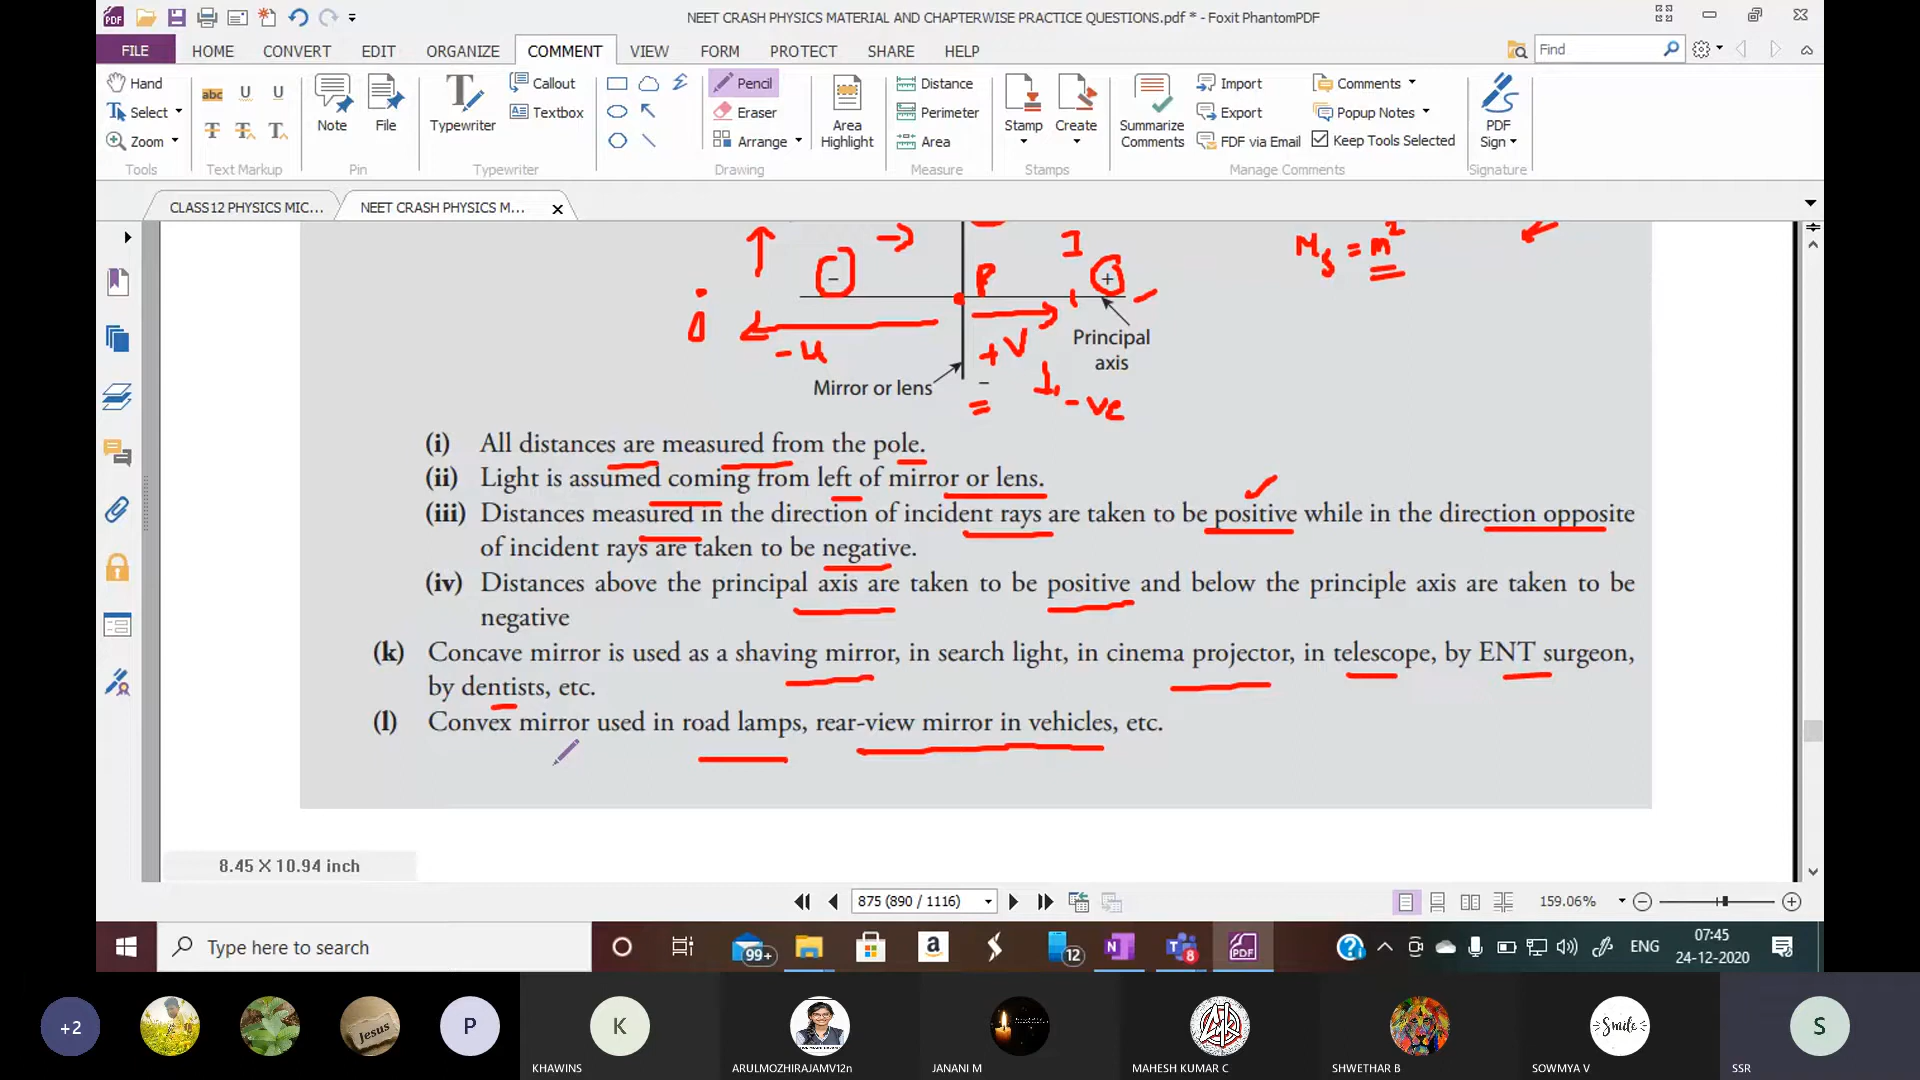 NEET CRASH PHYSICS MATERIAL AND CHAPTERWISE PRACTICE QUESTIONS.pdf * - Foxit PhantomPDF
FILE HOME CONVERT EDIT ORGANIZE COMMENT VIEW FORM PROTECT SHARE HELP Find
Hand Select Zoom Tools
abc U U T T T Text Markup
Note File Pin
Typewriter Callout Textbox Typewriter
Pencil Eraser Arrange Drawing
Area Highlight
Distance Perimeter Area Measure
Stamp Create Stamps
Summarize Comments Import Export FDF via Email Comments Popup Notes Keep Tools Selected Manage Comments
PDF Sign Signature
CLASS12 PHYSICS MIC... NEET CRASH PHYSICS M...
I
P
- +
- u
+ V
I₁
- ve
Principal
axis
Mirror or lens
-
=
= m²
(i) All distances are measured from the pole.
(ii) Light is assumed coming from left of mirror or lens.
(iii) Distances measured in the direction of incident rays are taken to be positive while in the direction opposite
of incident rays are taken to be negative.
(iv) Distances above the principal axis are taken to be positive and below the principle axis are taken to be
negative
(k) Concave mirror is used as a shaving mirror, in search light, in cinema projector, in telescope, by ENT surgeon,
by dentists, etc.
(l) Convex mirror used in road lamps, rear-view mirror in vehicles, etc.
8.45 X 10.94 inch
875 (890 / 1116) 159.06%
Type here to search 99+ 12 8 ENG 07:45
24-12-2020
+2 Jesus P K Smile S
KHAWINS ARULMOZHIRAJAMV12n JANANI M MAHESH KUMAR C SHWETHAR B SOWMYA V SSR